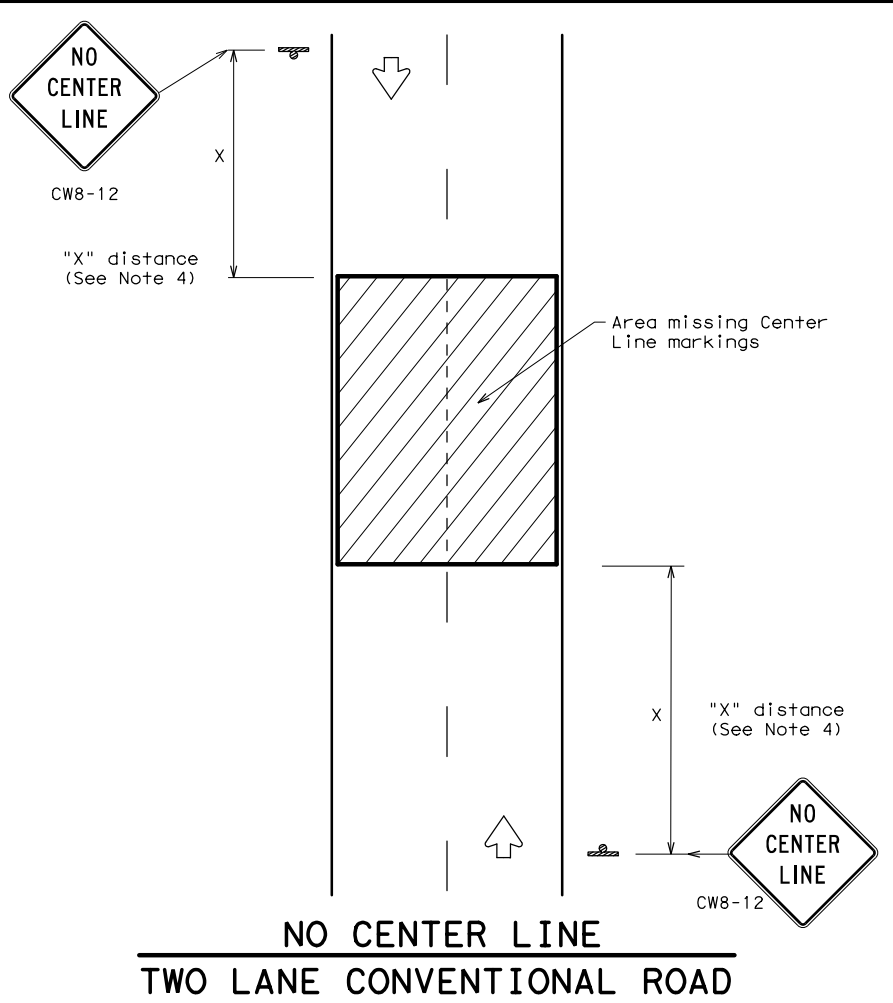 NO
CENTER
LINE
CW8-12
X
"X" distance
(See Note 4)
Area missing Center
Line markings
X
"X" distance
(See Note 4)
NO
CENTER
LINE
CW8-12
NO CENTER LINE
TWO LANE CONVENTIONAL ROAD